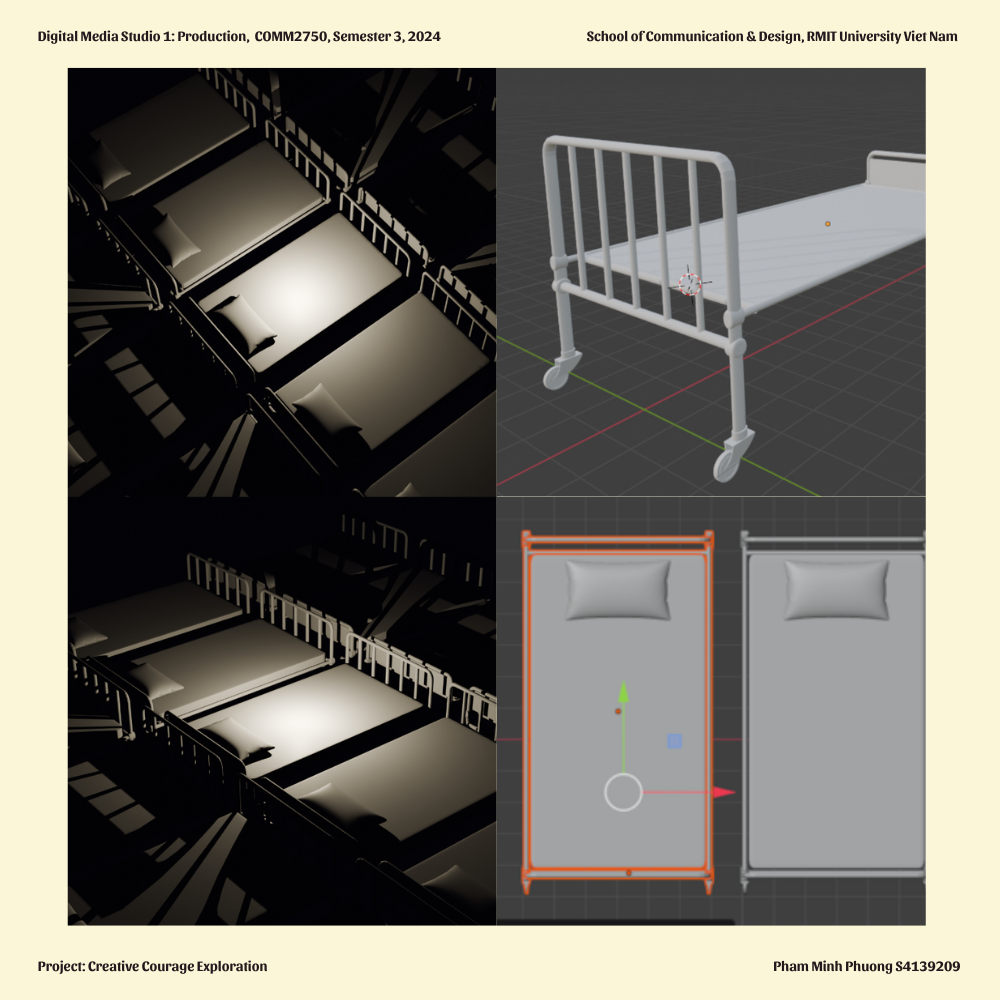 Digital Media Studio 1: Production, COMM2750, Semester 3, 2024
School of Communication & Design, RMIT University Viet Nam
Project: Creative Courage Exploration
Pham Minh Phuong S4139209